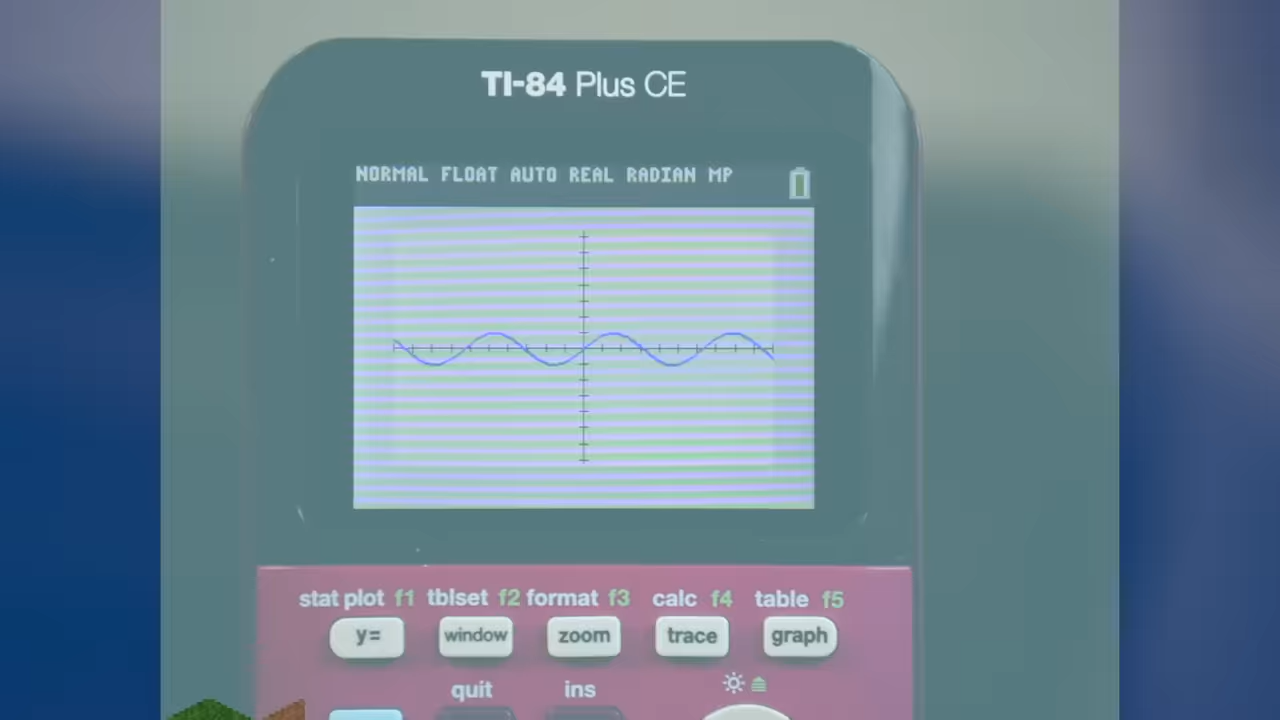 TI-84 Plus CE
NORMAL FLOAT AUTO REAL RADIAN MP
stat plot f1 tblset f2 format f3 calc f4 table f5
y= window zoom trace graph
quit ins